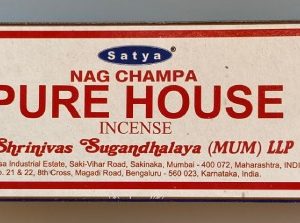 Satya
NAG CHAMPA
PURE HOUSE
INCENSE
Shrinivas Sugandhalaya (MUM) LLP
Industrial Estate, Saki-Vihar Road, Sakinaka, Mumbai - 400 072, Maharashtra,
21 & 22, 8th Cross, Magadi Road, Bengaluru - 560 023, Karnataka, India.